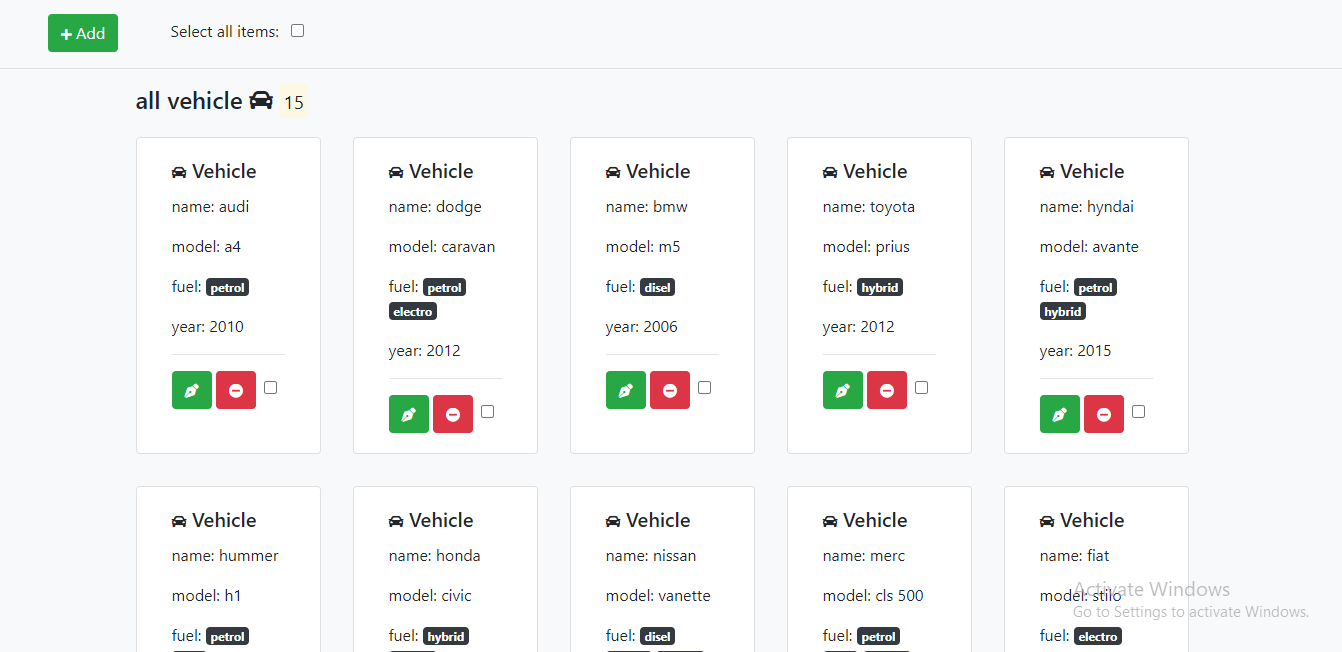 Add
Select all items:
all vehicle 15
Vehicle
name: audi
model: a4
fuel: petrol
year: 2010
Vehicle
name: dodge
model: caravan
fuel: petrol
electro
year: 2012
Vehicle
name: bmw
model: m5
fuel: disel
year: 2006
Vehicle
name: toyota
model: prius
fuel: hybrid
year: 2012
Vehicle
name: hyndai
model: avante
fuel: petrol
hybrid
year: 2015
Vehicle
name: hummer
model: h1
fuel: petrol
Vehicle
name: honda
model: civic
fuel: hybrid
Vehicle
name: nissan
model: vanette
fuel: disel
Vehicle
name: merc
model: cls 500
fuel: petrol
Vehicle
name: fiat
model: stilo
fuel: electro
Activate Windows
Go to Settings to activate Windows.